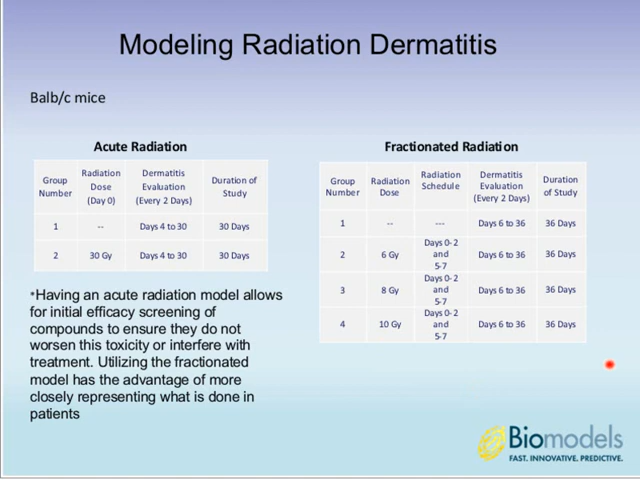 Modeling Radiation Dermatitis
Balb/c mice
Acute Radiation
Group Number | Radiation Dose (Day 0) | Dermatitis Evaluation (Every 2 Days) | Duration of Study
1 | -- | Days 4 to 30 | 30 Days
2 | 30 Gy | Days 4 to 30 | 30 Days
*Having an acute radiation model allows
for initial efficacy screening of
compounds to ensure they do not
worsen this toxicity or interfere with
treatment. Utilizing the fractionated
model has the advantage of more
closely representing what is done in
patients
Fractionated Radiation
Group Number | Radiation Dose | Radiation Schedule | Dermatitis Evaluation (Every 2 Days) | Duration of Study
1 | -- | ---- | Days 6 to 36 | 36 Days
2 | 6 Gy | Days 0-2 and 5-7 | Days 6 to 36 | 36 Days
3 | 8 Gy | Days 0-2 and 5-7 | Days 6 to 36 | 36 Days
4 | 10 Gy | Days 0-2 and 5-7 | Days 6 to 36 | 36 Days
Biomodels
FAST. INNOVATIVE. PREDICTIVE.